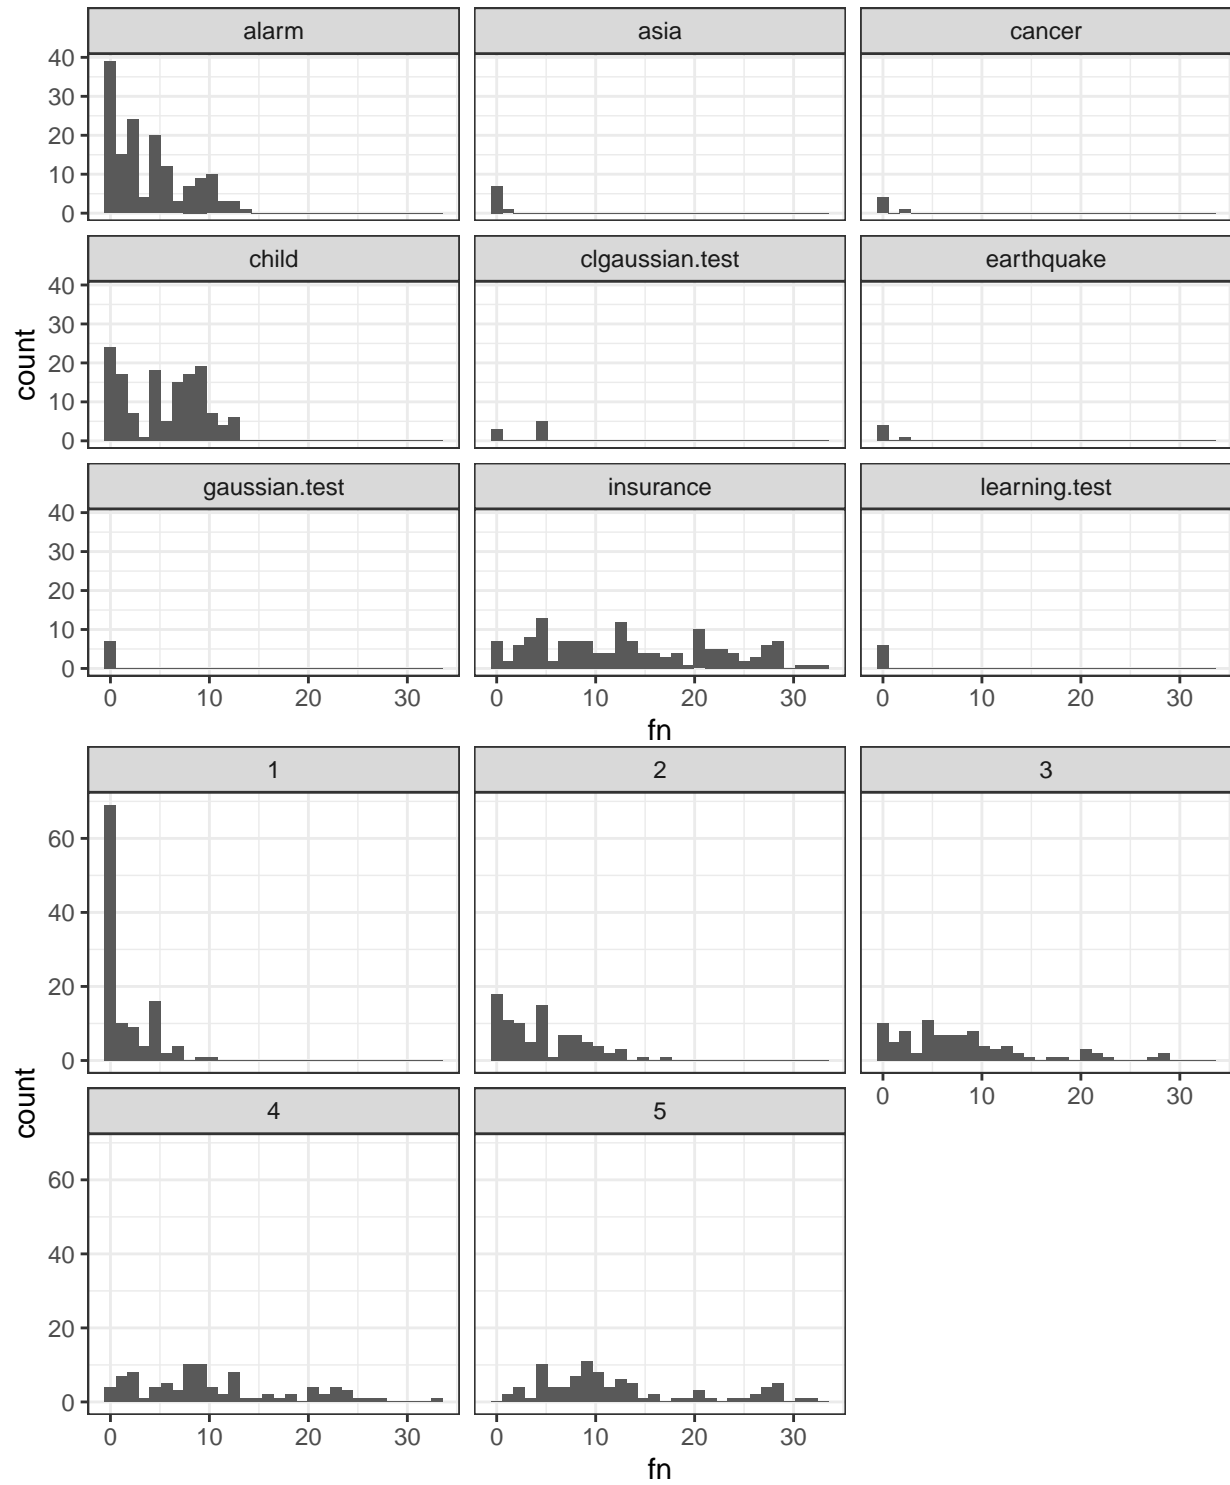 alarm asia cancer
40
30
20
10
0
child clgaussian.test earthquake
40
30
20
10
0
count
gaussian.test insurance learning.test
40
30
20
10
0
0 10 20 30 0 10 20 30 0 10 20 30
fn
1 2 3
60
40
20
0
0 10 20 30
count
4 5
60
40
20
0
0 10 20 30 0 10 20 30
fn